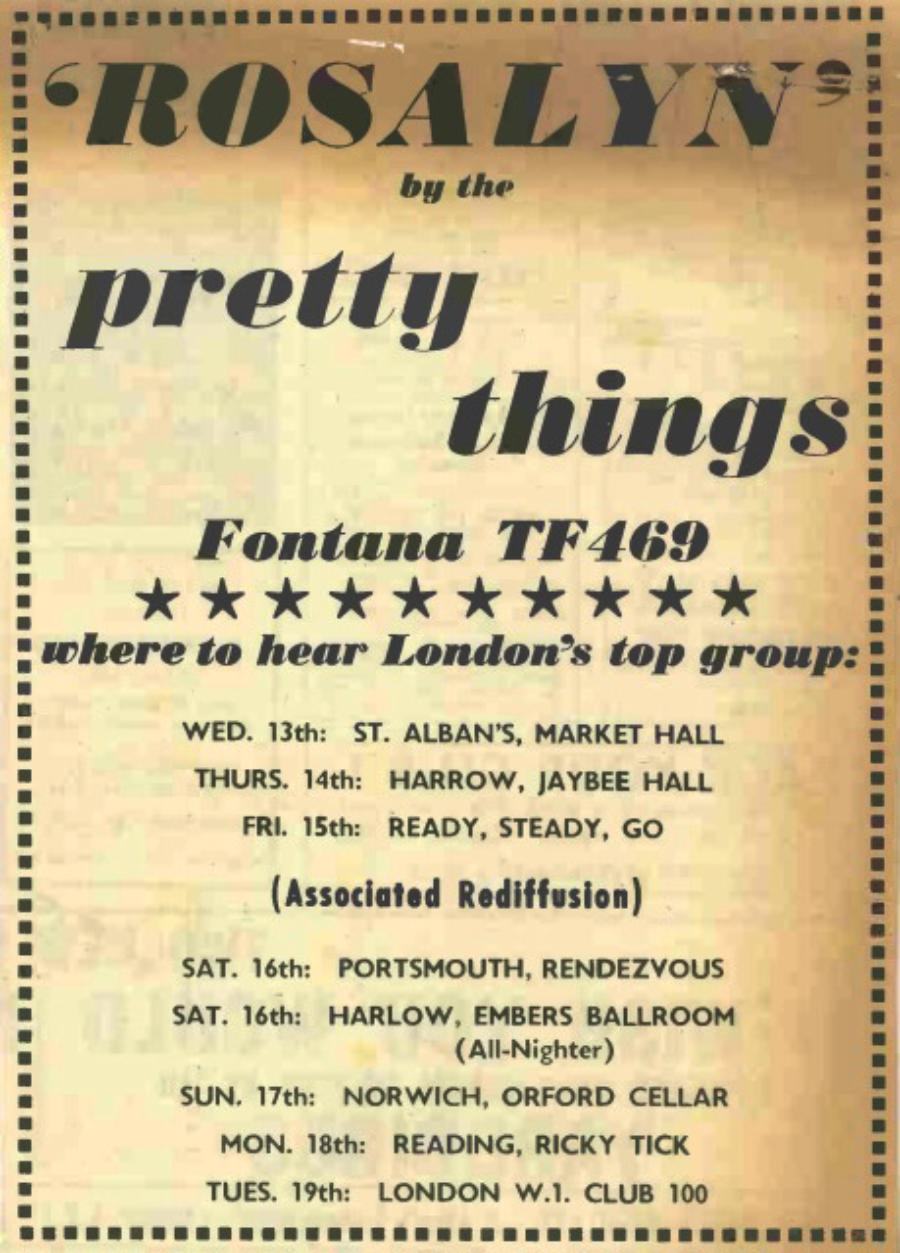 ‘ROSALYN’
by the
pretty
things
Fontana TF469
★ ★ ★ ★ ★ ★ ★ ★ ★ ★
where to hear London’s top group:
WED. 13th: ST. ALBAN’S, MARKET HALL
THURS. 14th: HARROW, JAYBEE HALL
FRI. 15th: READY, STEADY, GO
(Associated Rediffusion)
SAT. 16th: PORTSMOUTH, RENDEZVOUS
SAT. 16th: HARLOW, EMBERS BALLROOM
(All-Nighter)
SUN. 17th: NORWICH, ORFORD CELLAR
MON. 18th: READING, RICKY TICK
TUES. 19th: LONDON W.1. CLUB 100